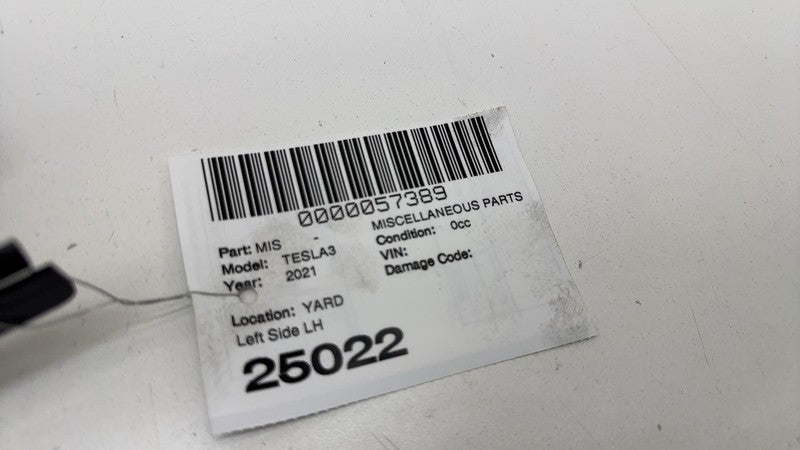 0000057389
Part: MIS - MISCELLANEOUS PARTS
Model: TESLA3 Condition: 0cc
Year: 2021 VIN:
Damage Code:
Location: YARD
Left Side LH
25022